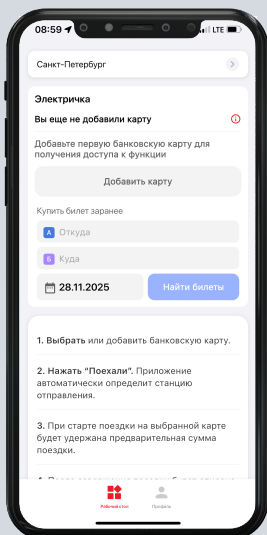 08:59
LTE
Санкт-Петербург
Электричка
Вы еще не добавили карту
Добавьте первую банковскую карту для
получения доступа к функции
Добавить карту
Купить билет заранее
А Откуда
Б Куда
28.11.2025
Найти билеты
1. Выбрать или добавить банковскую карту.
2. Нажать “Поехали”. Приложение
автоматически определит станцию
отправления.
3. При старте поездки на выбранной карте
будет удержана предварительная сумма
поездки.
Рабочий стол
Профиль